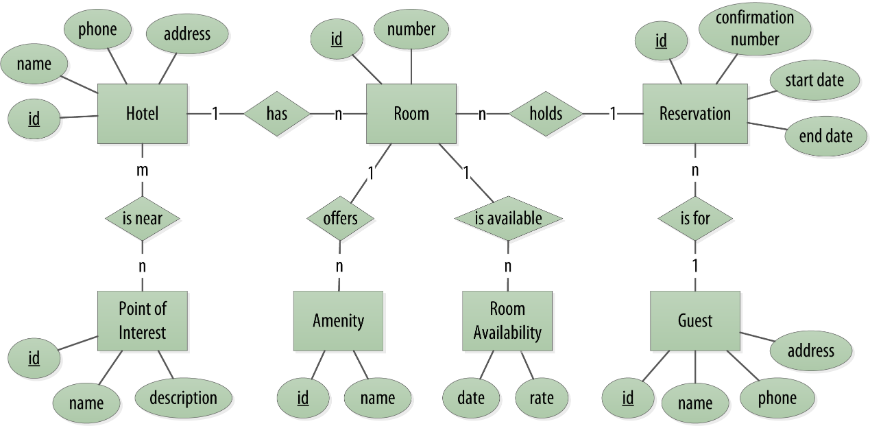 phone
address
name
id
Hotel
1
has
n
id
number
Room
n
holds
1
id
confirmation
number
start date
end date
Reservation
m
is near
n
1
offers
n
1
is available
n
n
is for
1
Point of
Interest
id
name
description
Amenity
id
name
Room
Availability
date
rate
Guest
id
name
phone
address